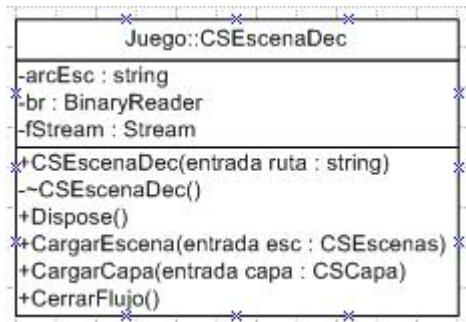 Juego::CSEscenaDec
-arcEsc : string
-br : BinaryReader
-fStream : Stream
+CSEscenaDec(entrada ruta : string)
-~CSEscenaDec()
+Dispose()
+CargarEscena(entrada esc : CSEscenas)
+CargarCapa(entrada capa : CSCapa)
+CerrarFlujo()